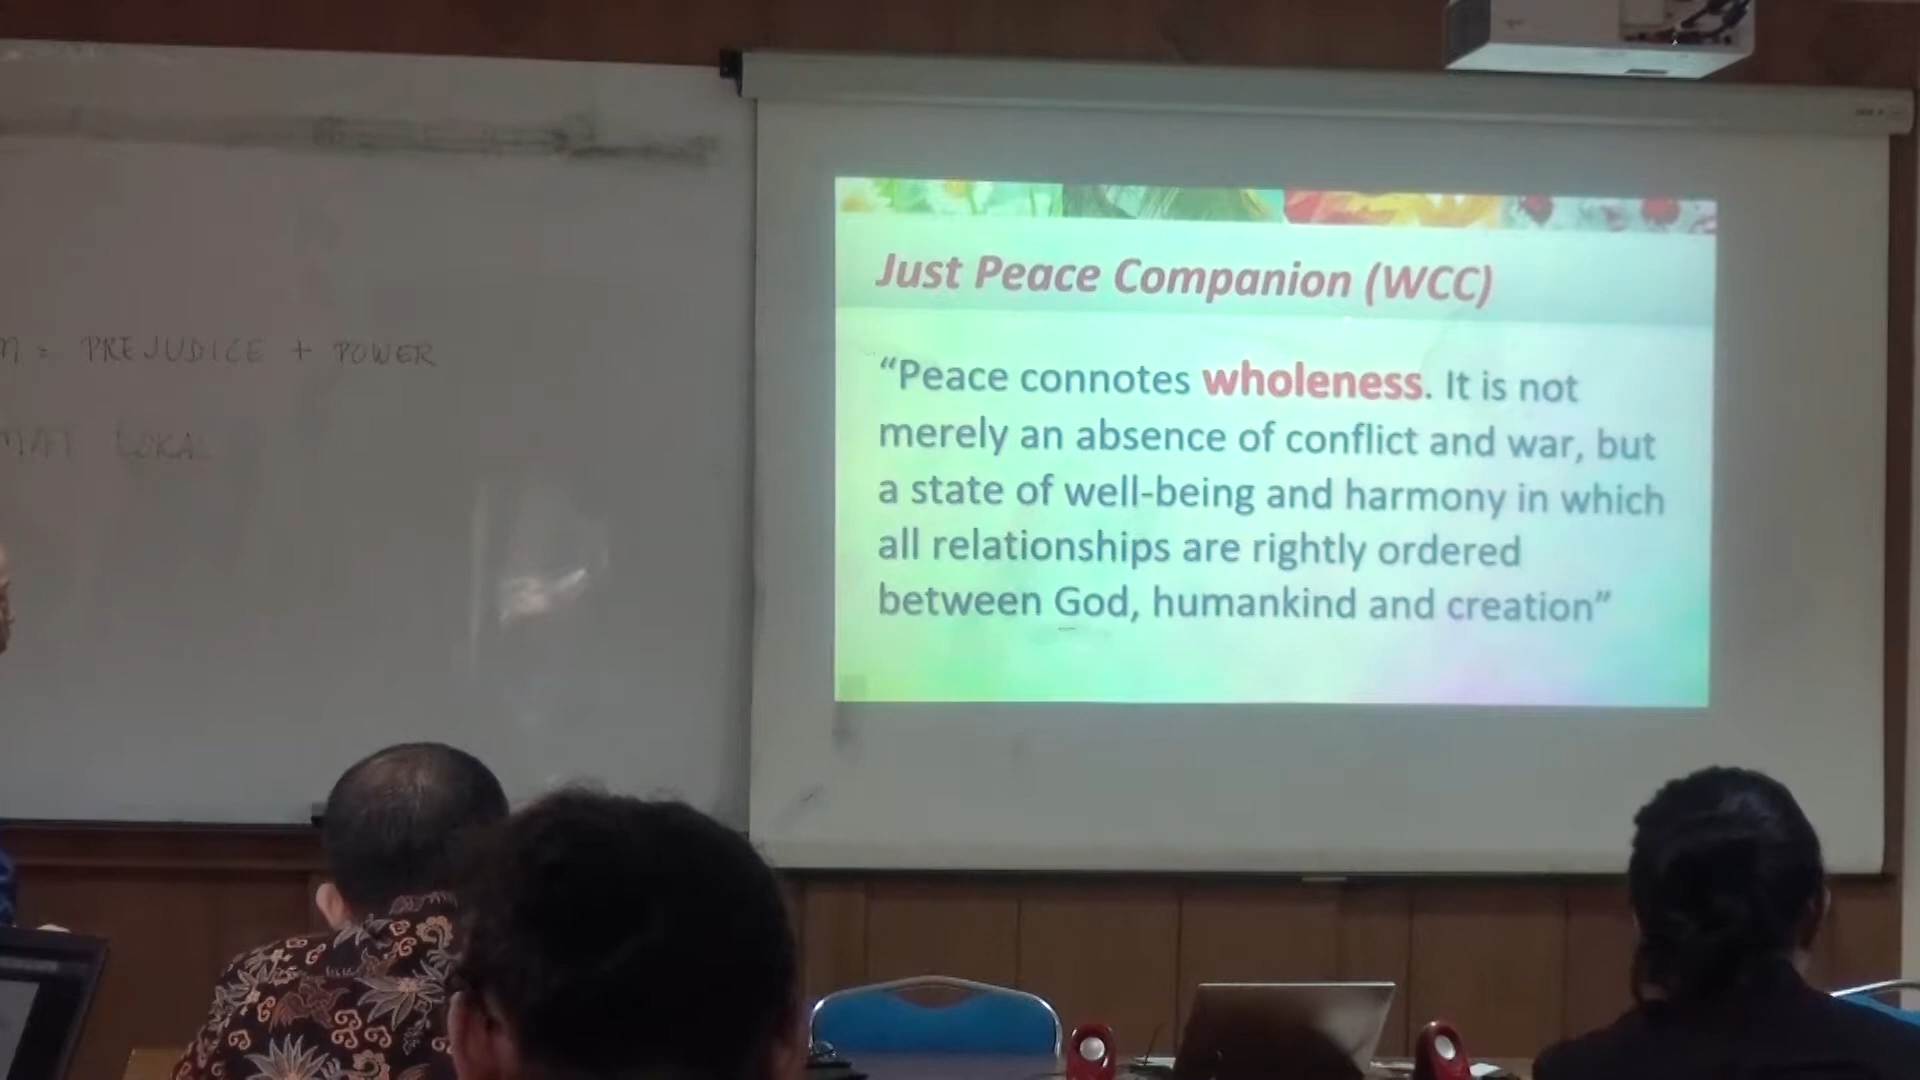 = PREJUDICE + POWER
LOKAL
Just Peace Companion (WCC)
“Peace connotes wholeness. It is not
merely an absence of conflict and war, but
a state of well-being and harmony in which
all relationships are rightly ordered
between God, humankind and creation”